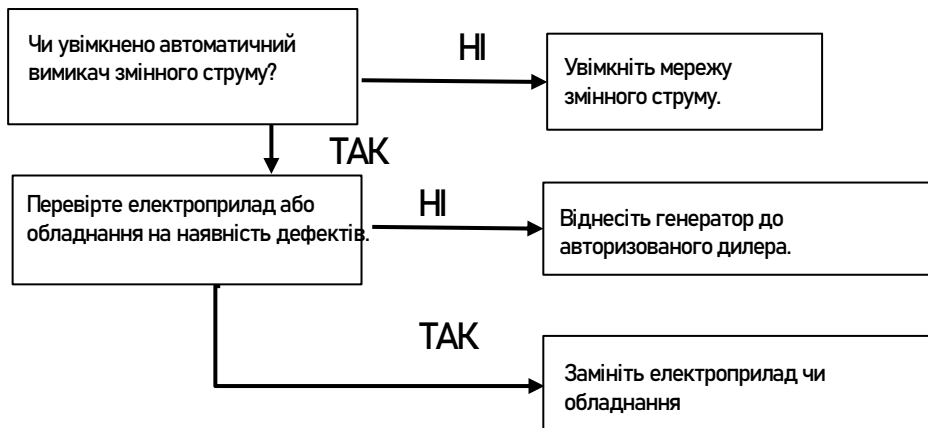 Чи увімкнено автоматичний
вимикач змінного струму?
НІ
Увімкніть мережу
змінного струму.
ТАК
Перевірте електроприлад або
обладнання на наявність дефектів.
НІ
Віднесіть генератор до
авторизованого дилера.
ТАК
Замініть електроприлад чи
обладнання